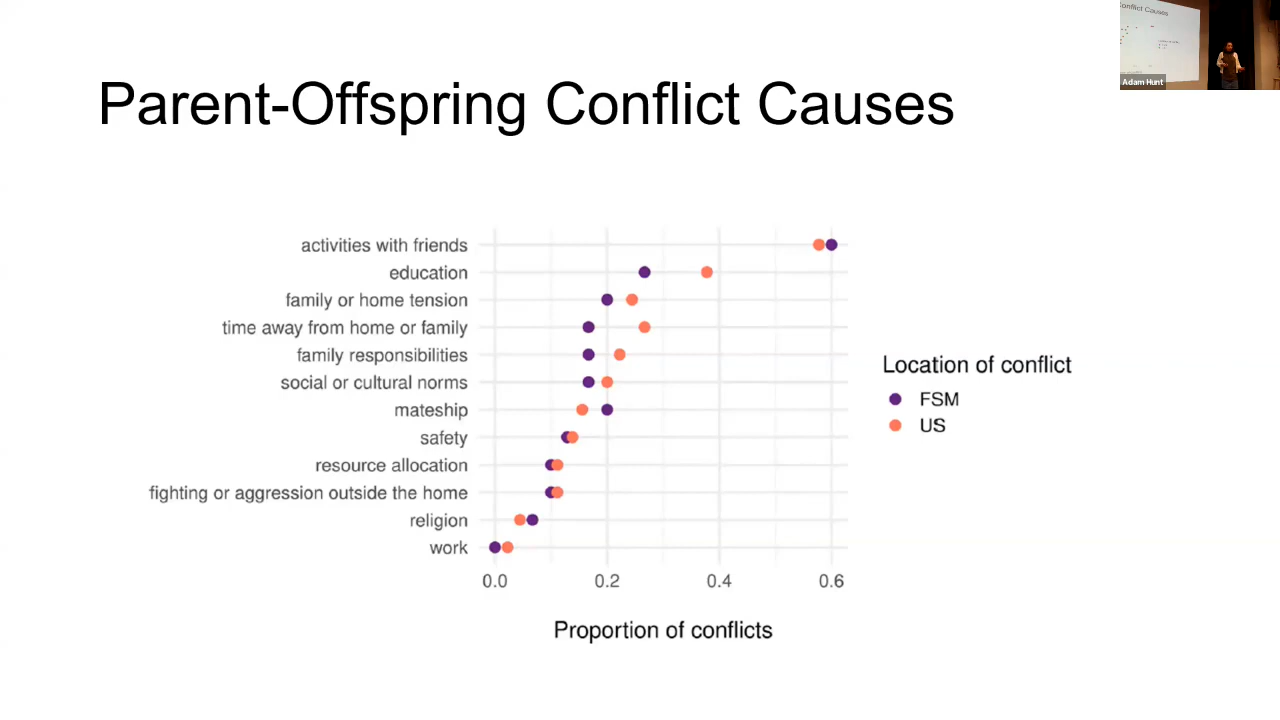 Parent-Offspring Conflict Causes
Conflict Causes
Adam Hunt
activities with friends
education
family or home tension
time away from home or family
family responsibilities
social or cultural norms
mateship
safety
resource allocation
fighting or aggression outside the home
religion
work
0.0 0.2 0.4 0.6
Proportion of conflicts
Location of conflict
FSM
US